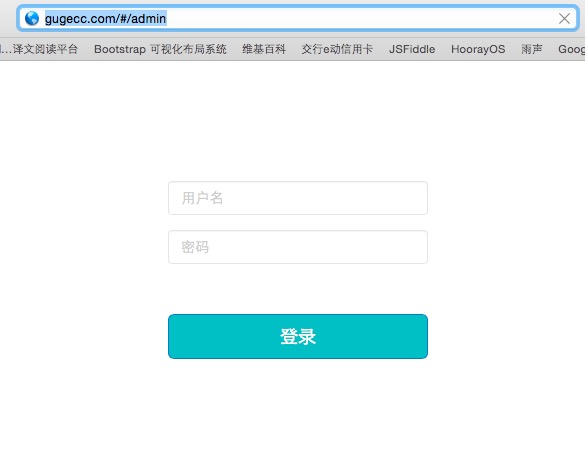 gugecc.com/#/admin
...译文阅读平台 Bootstrap 可视化布局系统 维基百科 交行e动信用卡 JSFiddle HoorayOS 雨声 Goog
用户名
密码
登录